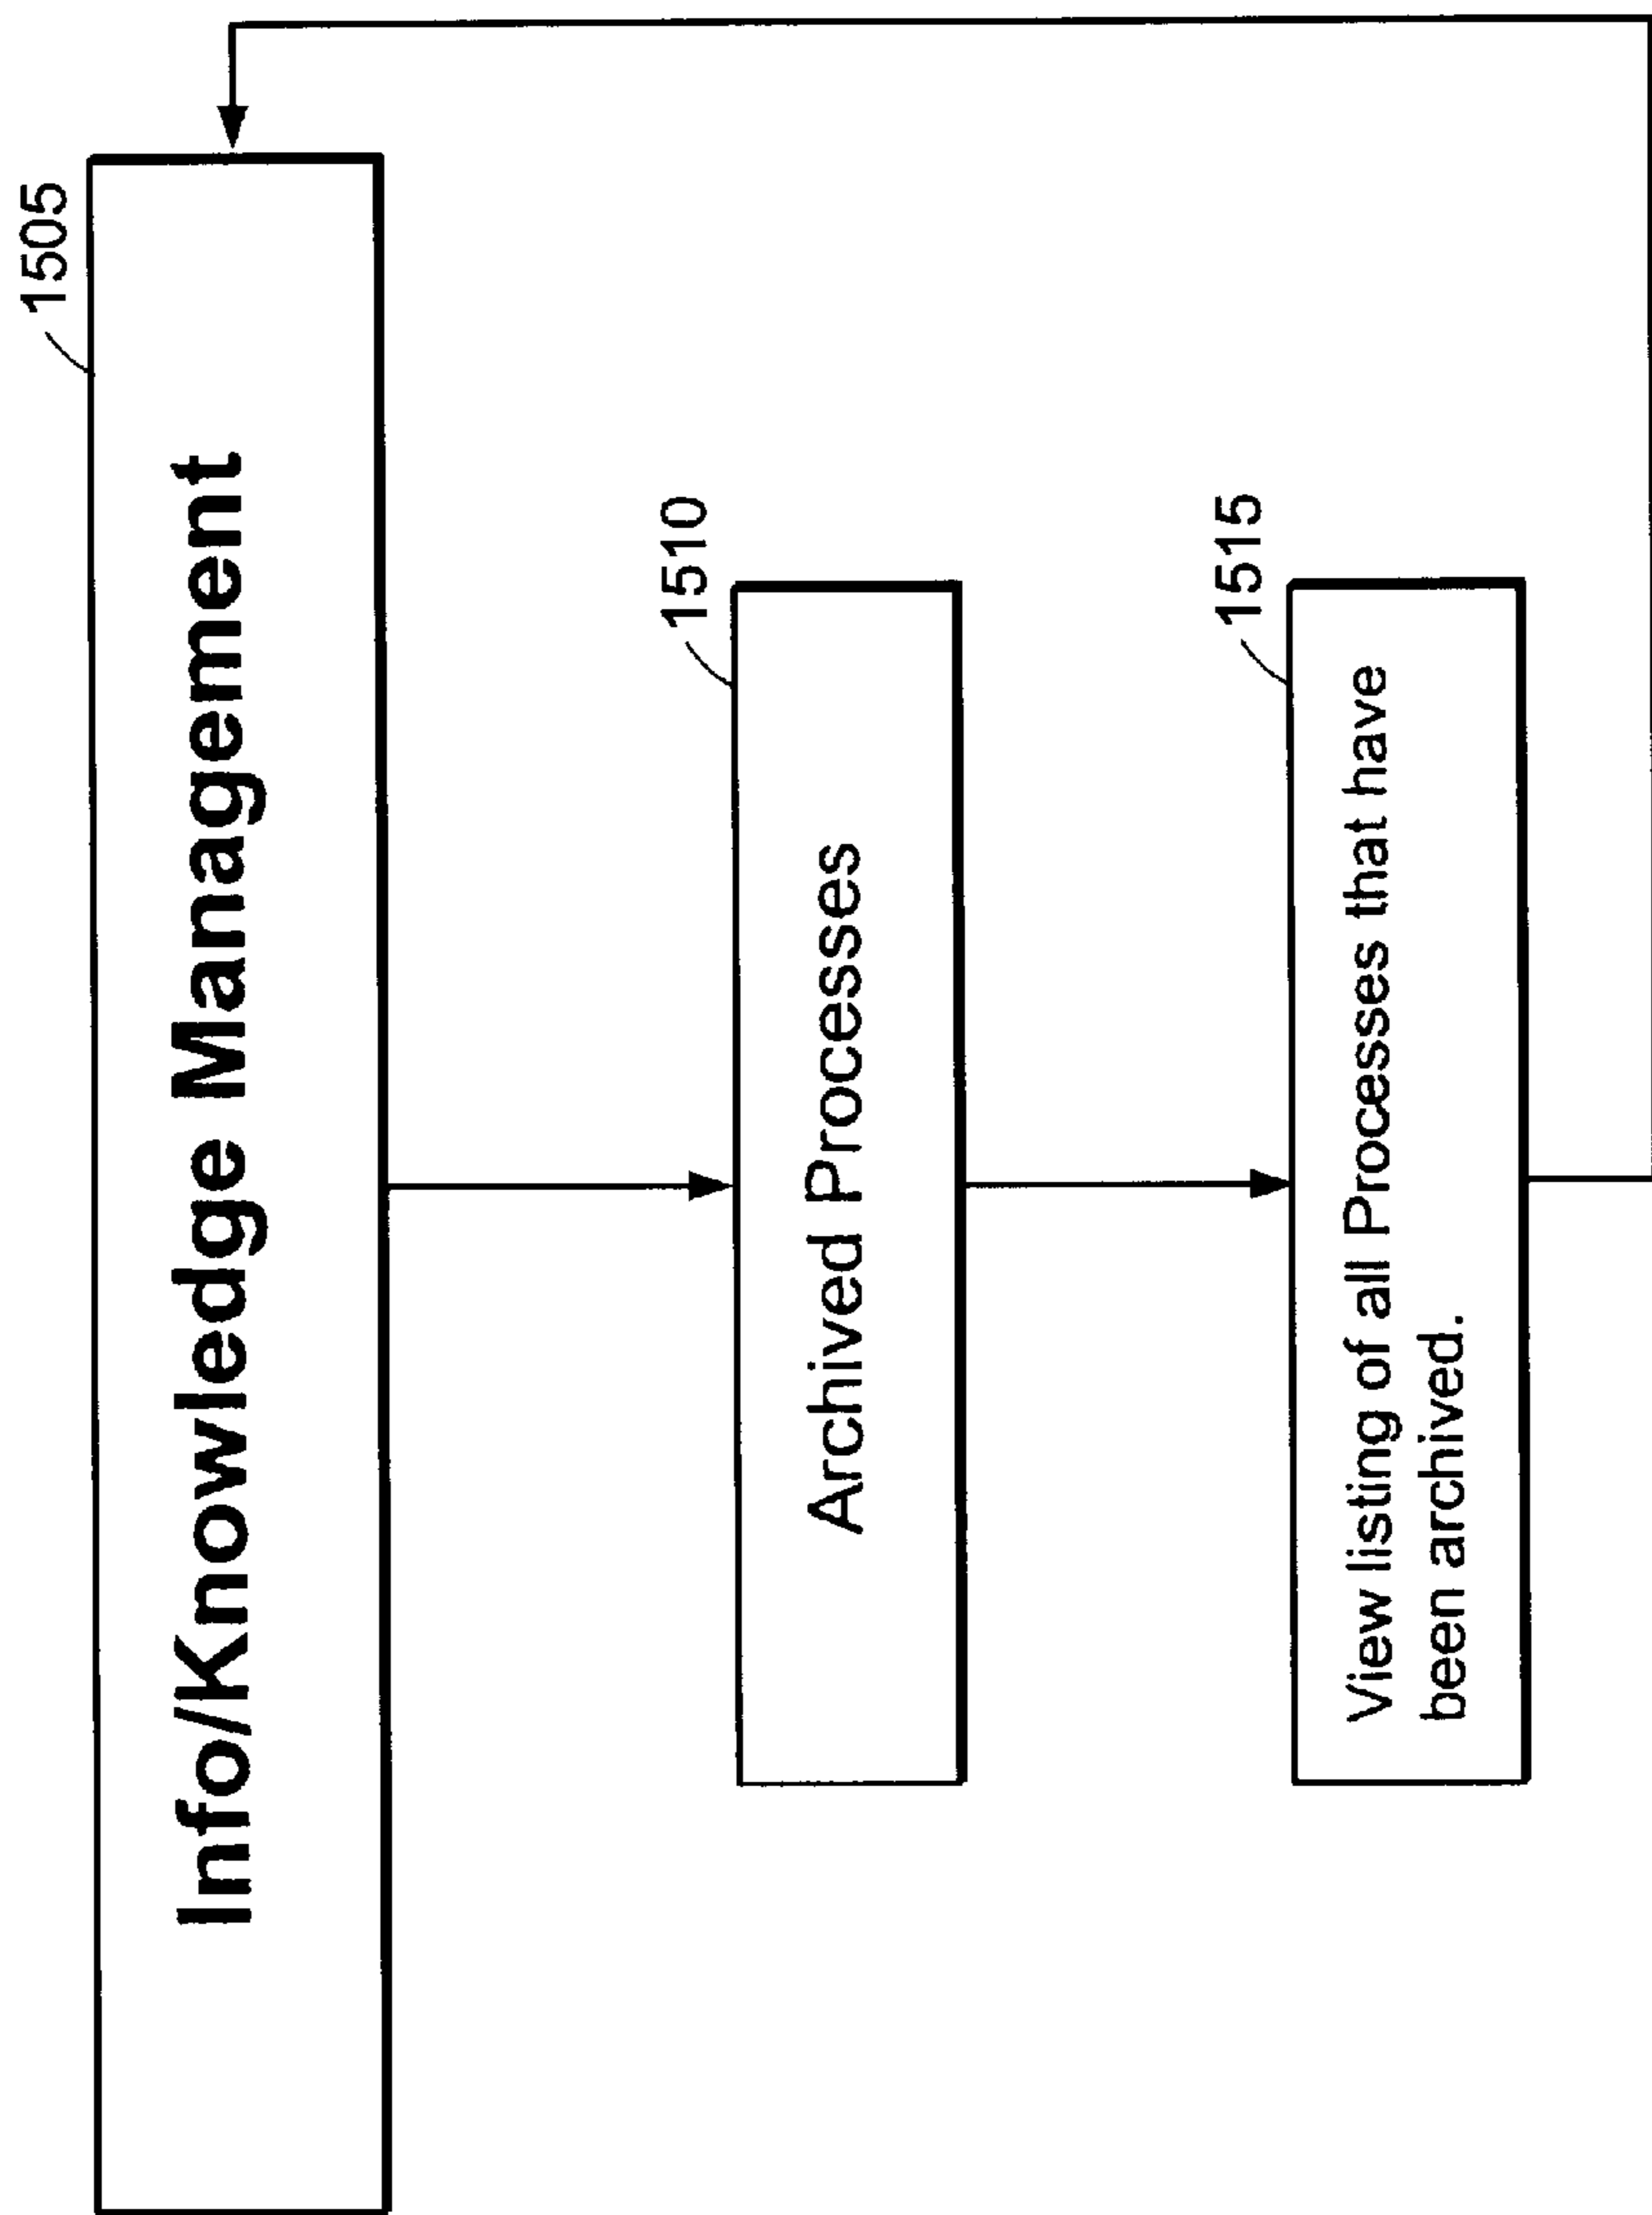 1505
Info/Knowledge Management
1510
Archived Processes
1515
View listing of all Processes that have
been archived.